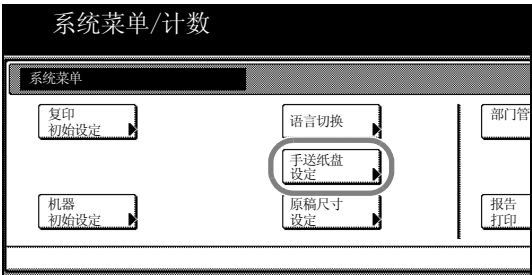 系统菜单/计数
系统菜单
复印
初始设定
语言切换
部门管
手送纸盘
设定
机器
初始设定
原稿尺寸
设定
报告
打印